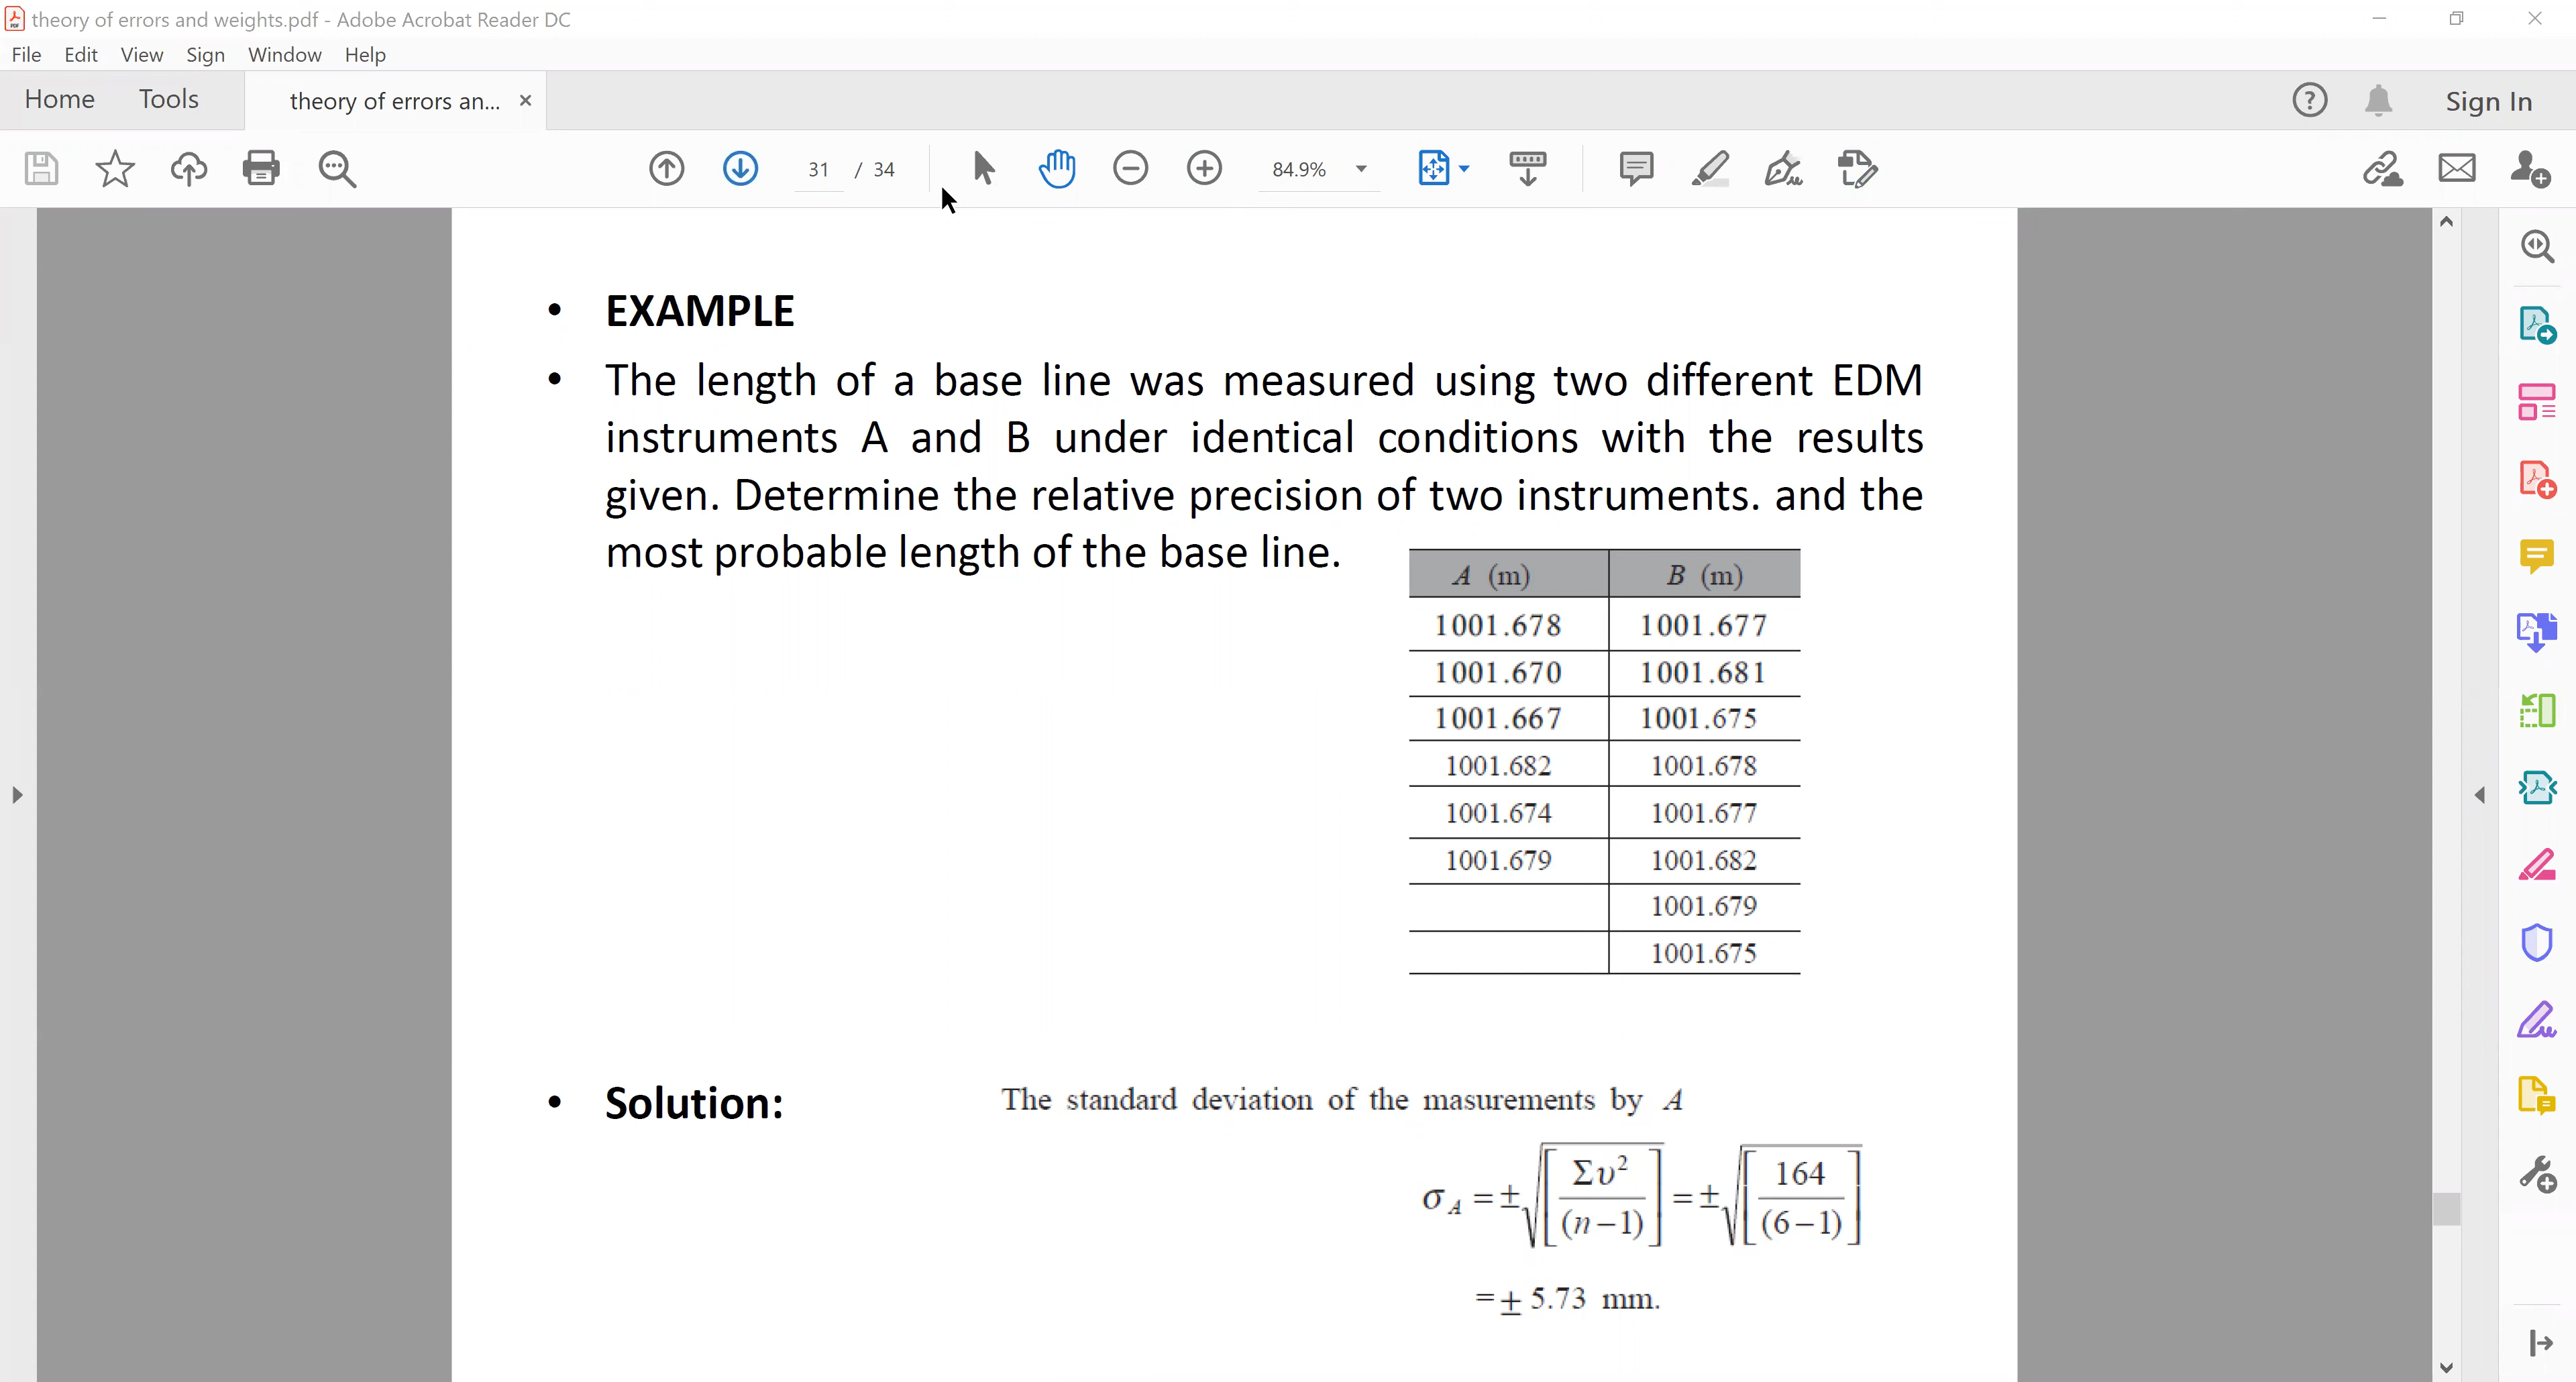 theory of errors and weights.pdf - Adobe Acrobat Reader DC
File Edit View Sign Window Help
Home Tools theory of errors an... ×
Sign In
31 / 34
84.9%
• EXAMPLE
• The length of a base line was measured using two different EDM
instruments A and B under identical conditions with the results
given. Determine the relative precision of two instruments. and the
most probable length of the base line.
A (m) B (m)
1001.678 1001.677
1001.670 1001.681
1001.667 1001.675
1001.682 1001.678
1001.674 1001.677
1001.679 1001.682
1001.679
1001.675
• Solution: The standard deviation of the masurements by A
σ_A = ±√[Συ²/(n−1)] = ±√[164/(6−1)]
= ± 5.73 mm.